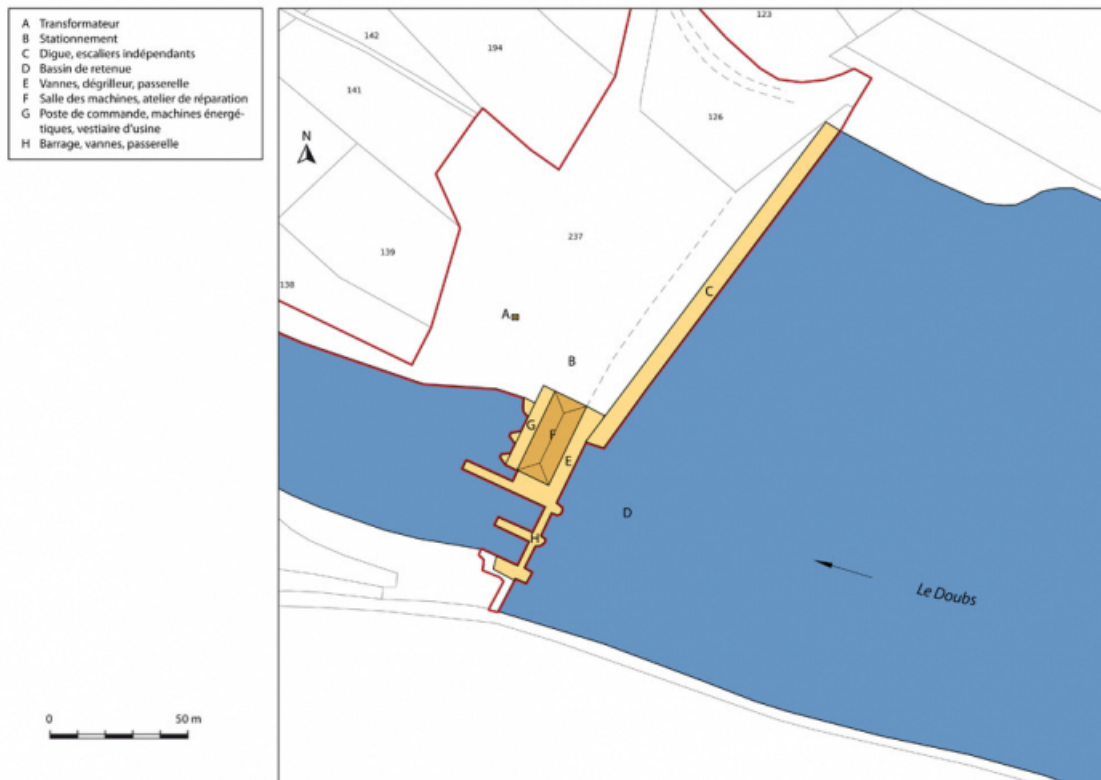 A Transformateur
B Stationnement
C Digue, escaliers indépendants
D Bassin de retenue
E Vannes, dégrilleur, passerelle
F Salle des machines, atelier de réparation
G Poste de commande, machines énergé-
tiques, vestiaire d'usine
H Barrage, vannes, passerelle
123
142
194
141
126
N
237
139
138
C
A
B
G
F
E
D
H
Le Doubs
0 50 m